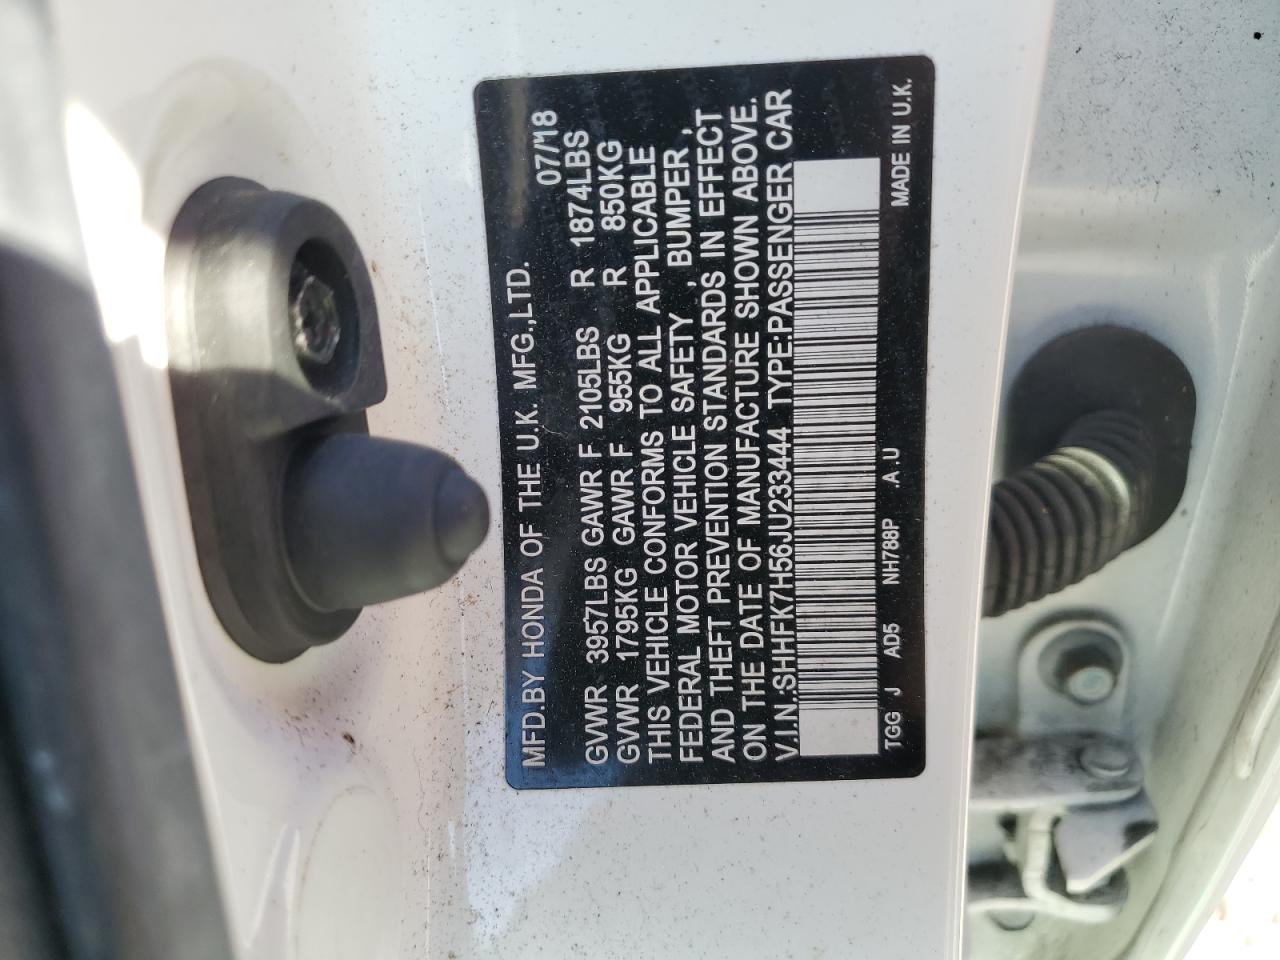 MFD.BY HONDA OF THE U.K. MFG.,LTD. 07/18
GVWR 3957LBS GAWR F 2105LBS R 1874LBS
GVWR 1795KG GAWR F 955KG R 850KG
THIS VEHICLE CONFORMS TO ALL APPLICABLE
FEDERAL MOTOR VEHICLE SAFETY , BUMPER ,
AND THEFT PREVENTION STANDARDS IN EFFECT
ON THE DATE OF MANUFACTURE SHOWN ABOVE.
V.I.N.:SHHFK7H56JU233444 TYPE:PASSENGER CAR
TGG J AD5 NH788P .A.U MADE IN U.K.